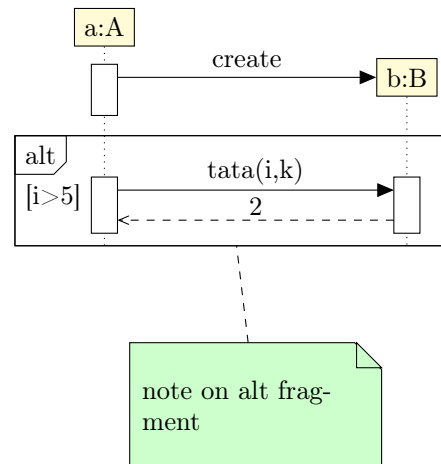 a:A
create
b:B
alt
tata(i,k)
[i>5]
2
note on alt frag-
ment